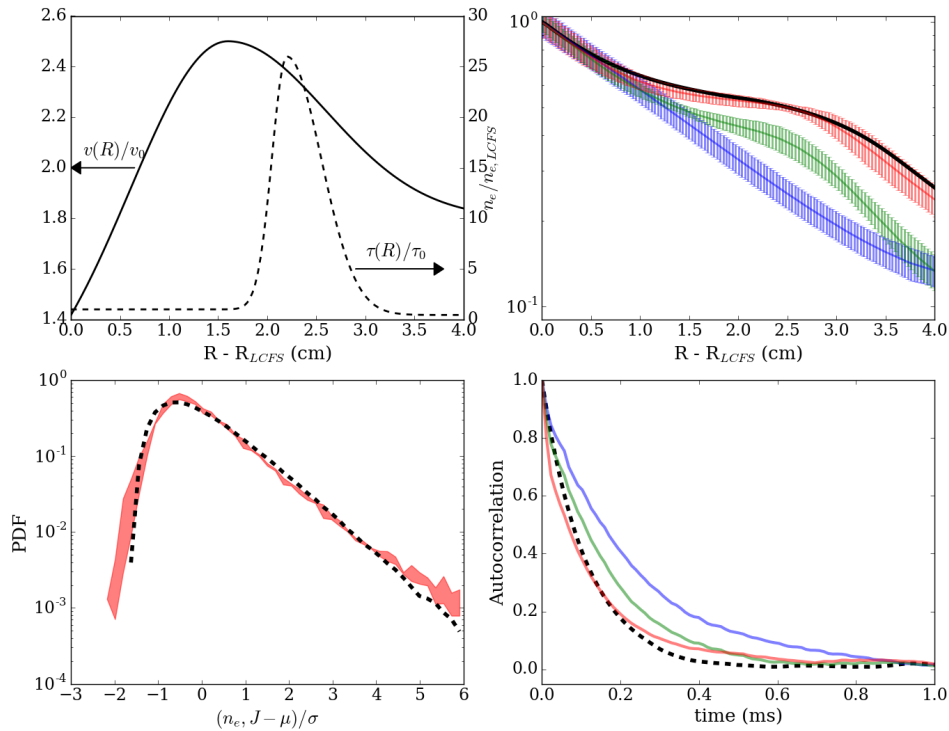 2.6
2.4
2.2
2.0
1.8
1.6
1.4
v(R)/v₀
τ(R)/τ₀
30
25
20
15
10
5
0
0.0 0.5 1.0 1.5 2.0 2.5 3.0 3.5 4.0
R - R_LCFS (cm)
n_e/n_{e, LCFS}
10⁰
10⁻¹
0.0 0.5 1.0 1.5 2.0 2.5 3.0 3.5 4.0
R - R_LCFS (cm)
PDF
10⁰
10⁻¹
10⁻²
10⁻³
10⁻⁴
−3 −2 −1 0 1 2 3 4 5 6
(n_e, J − μ)/σ
Autocorrelation
1.0
0.8
0.6
0.4
0.2
0.0
0.0 0.2 0.4 0.6 0.8 1.0
time (ms)